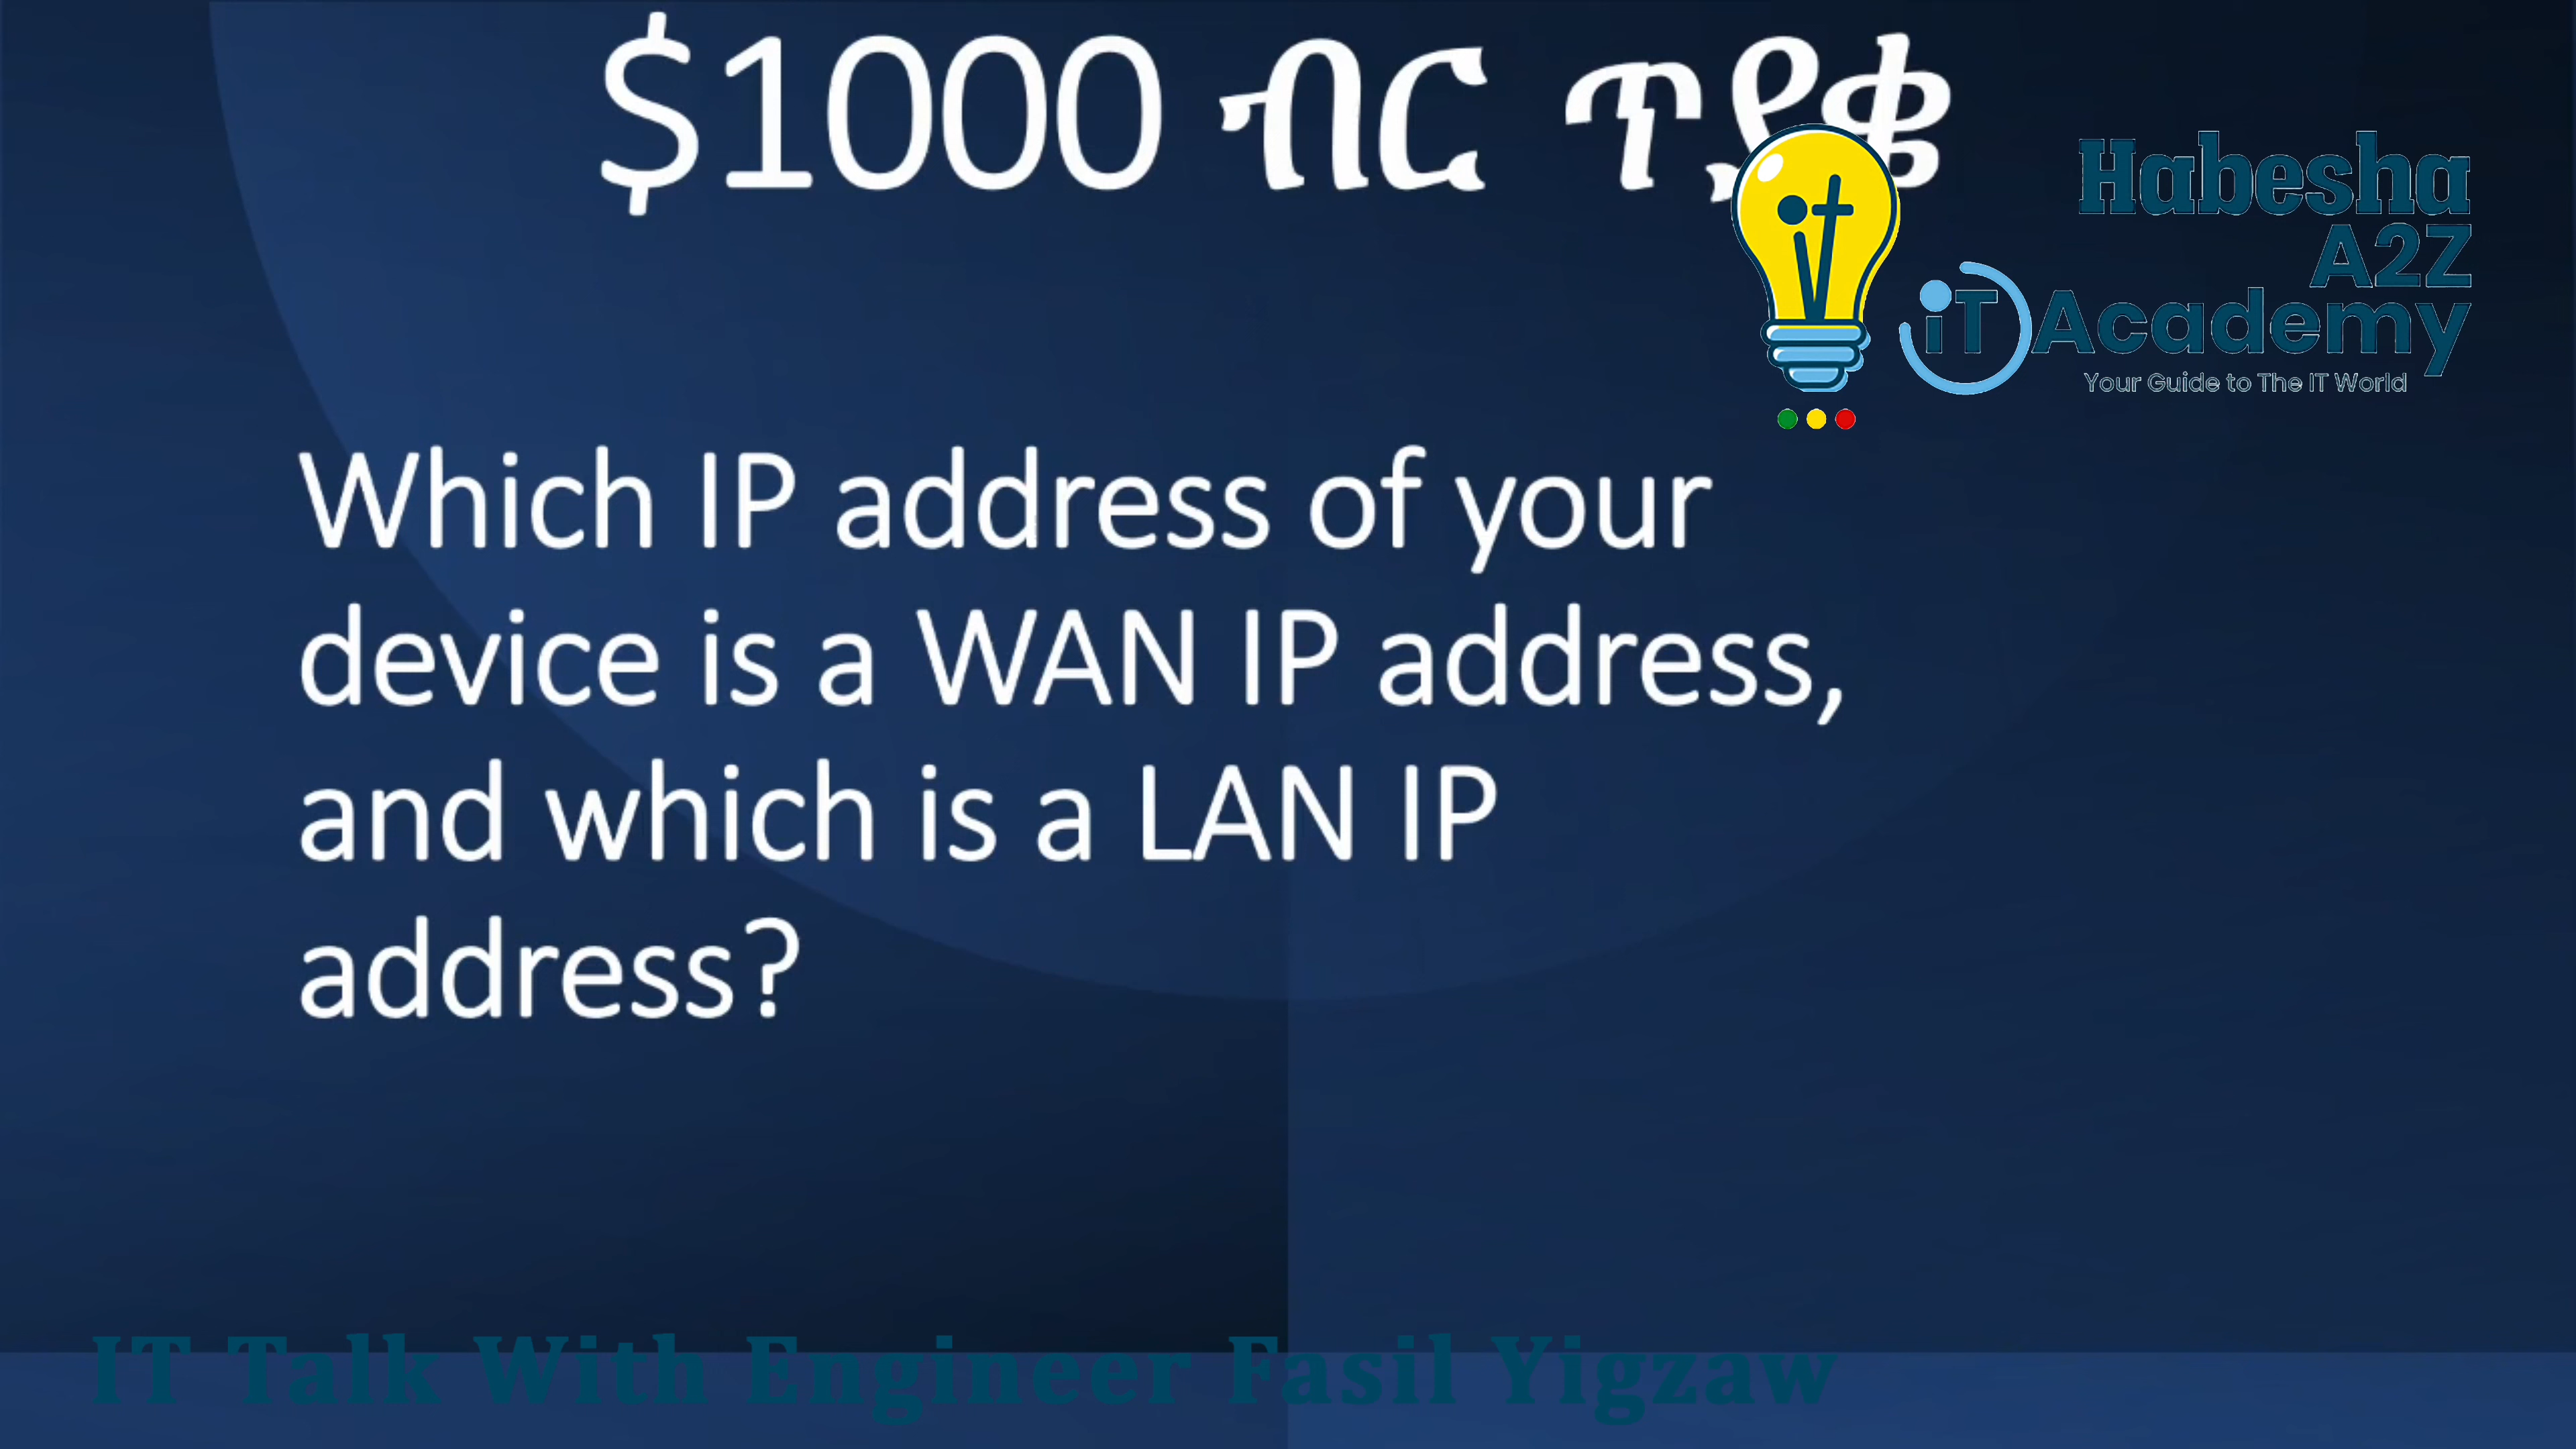 $1000 ብር ጥያቄ
Habesha
A2Z
iT Academy
Your Guide to The IT World
it
Which IP address of your
device is a WAN IP address,
and which is a LAN IP
address?
IT Talk With Engineer Fasil Yigzaw